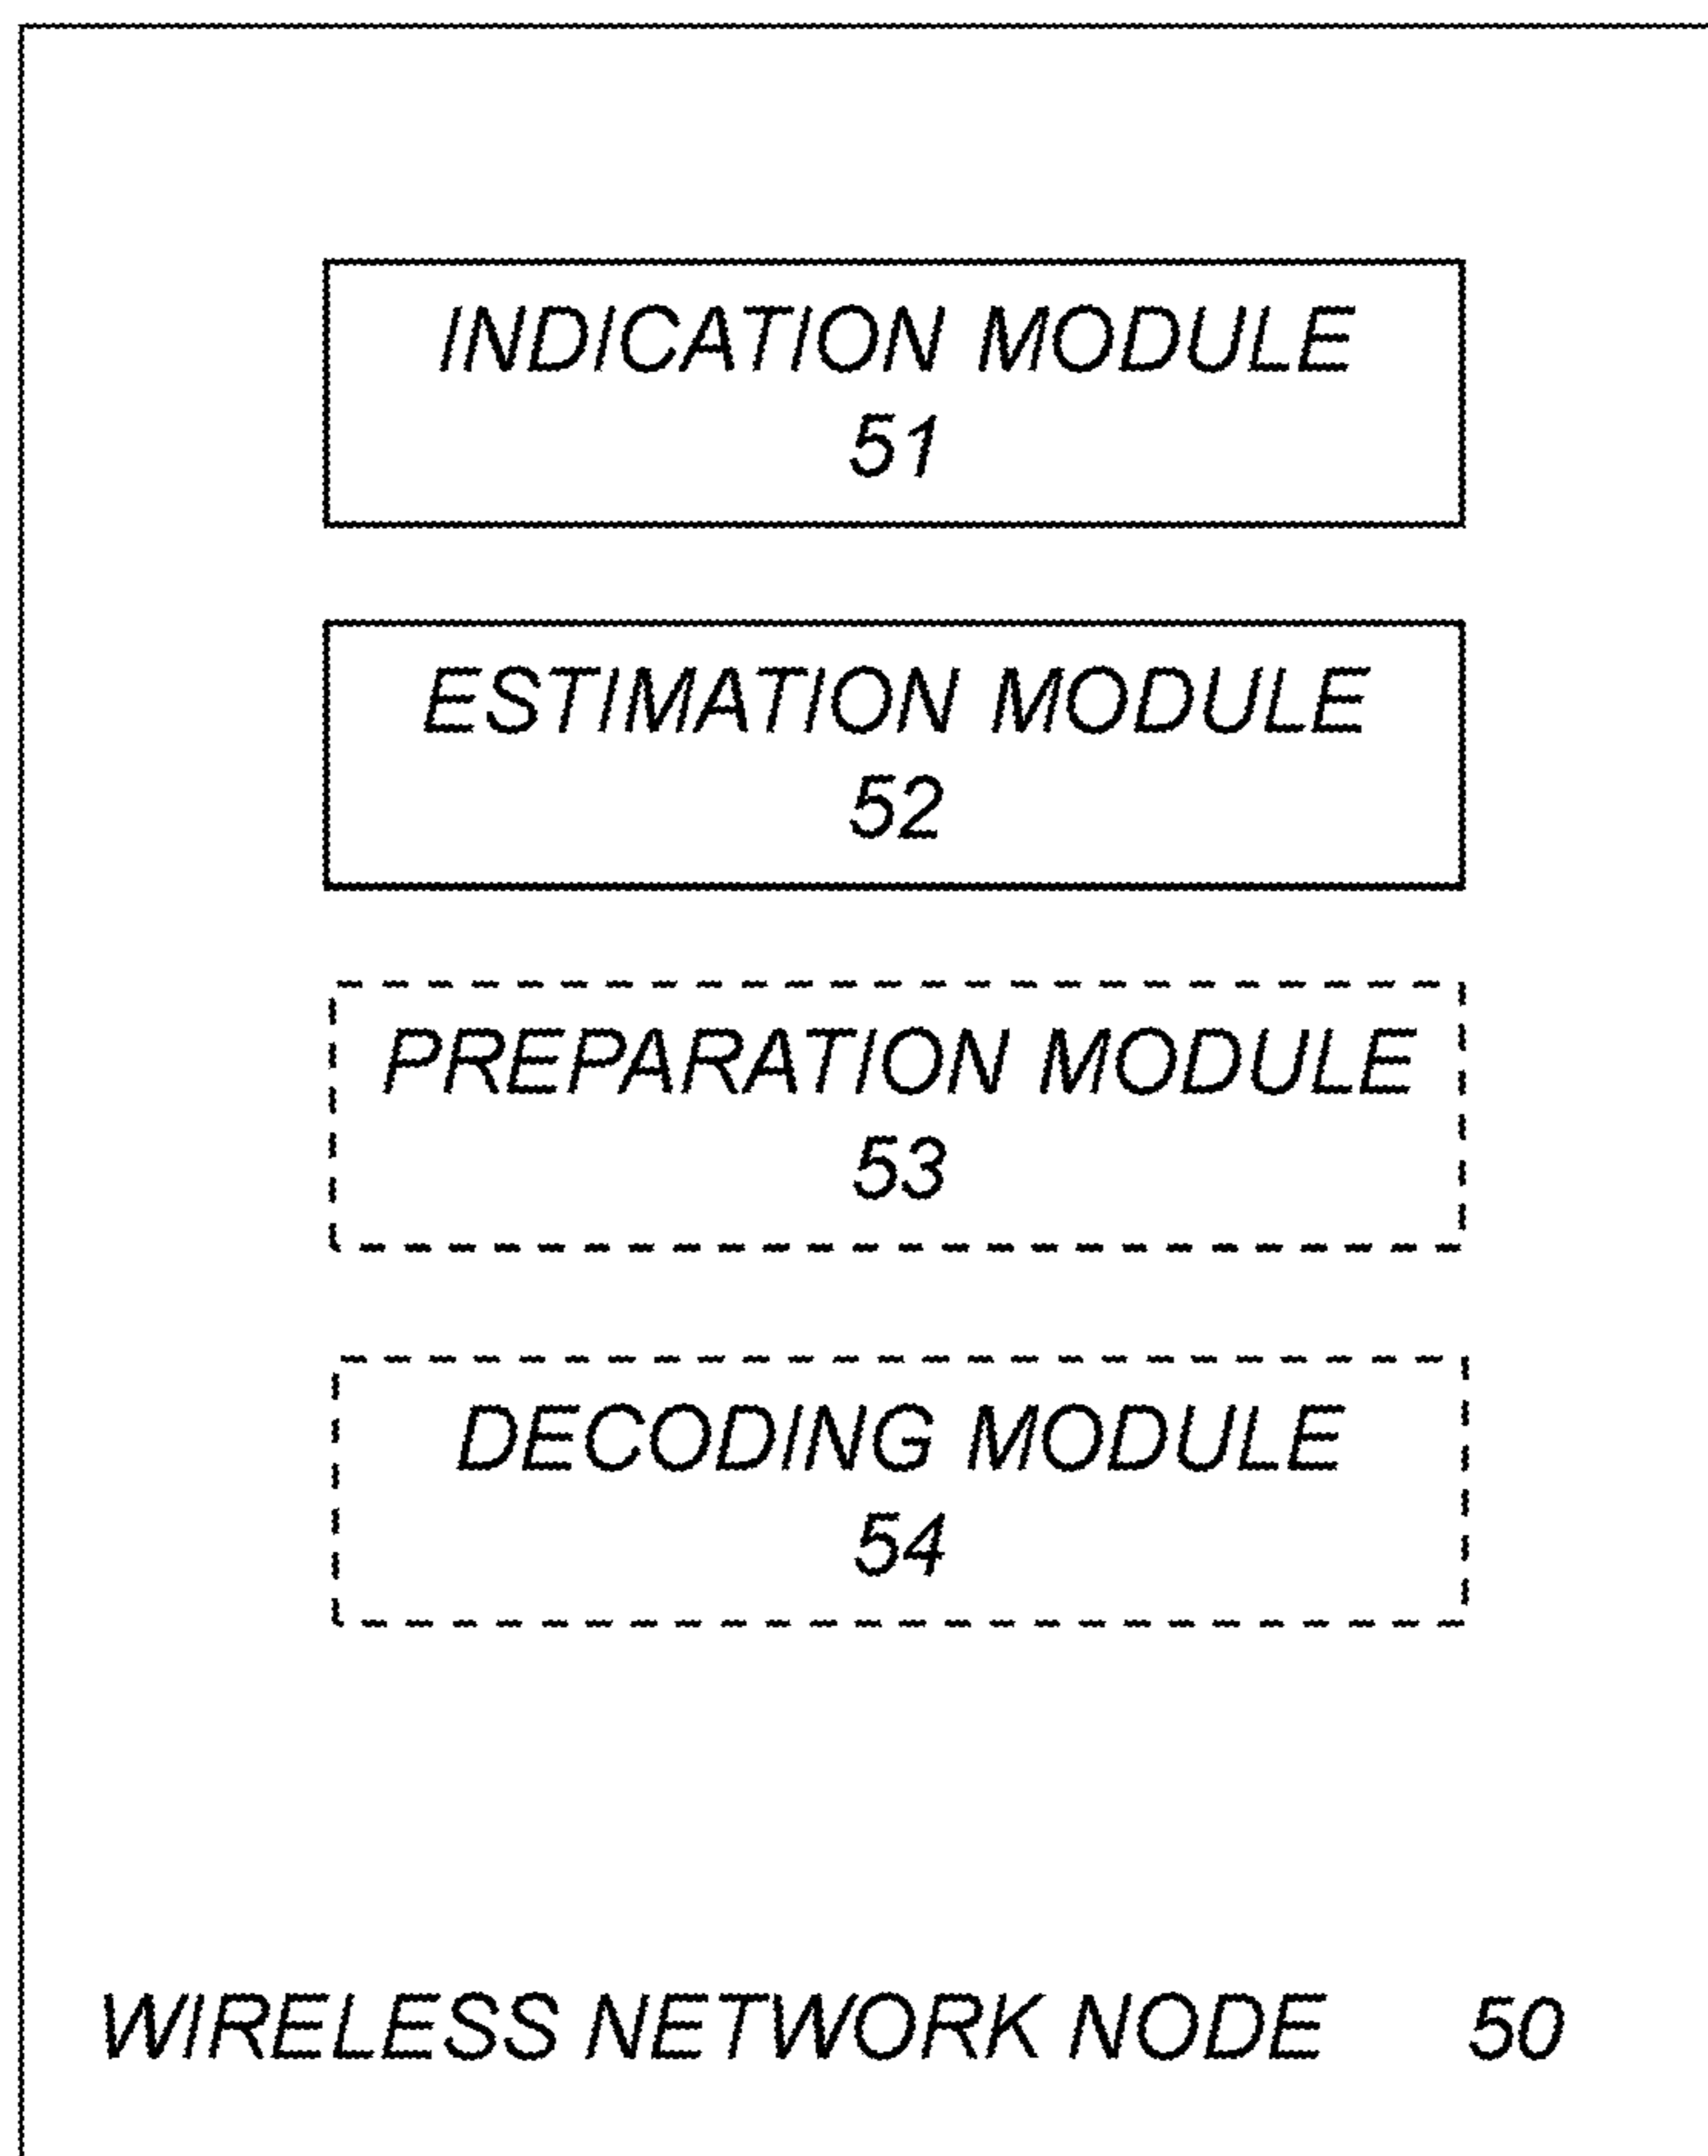 INDICATION MODULE
51
ESTIMATION MODULE
52
PREPARATION MODULE
53
DECODING MODULE
54
WIRELESS NETWORK NODE 50